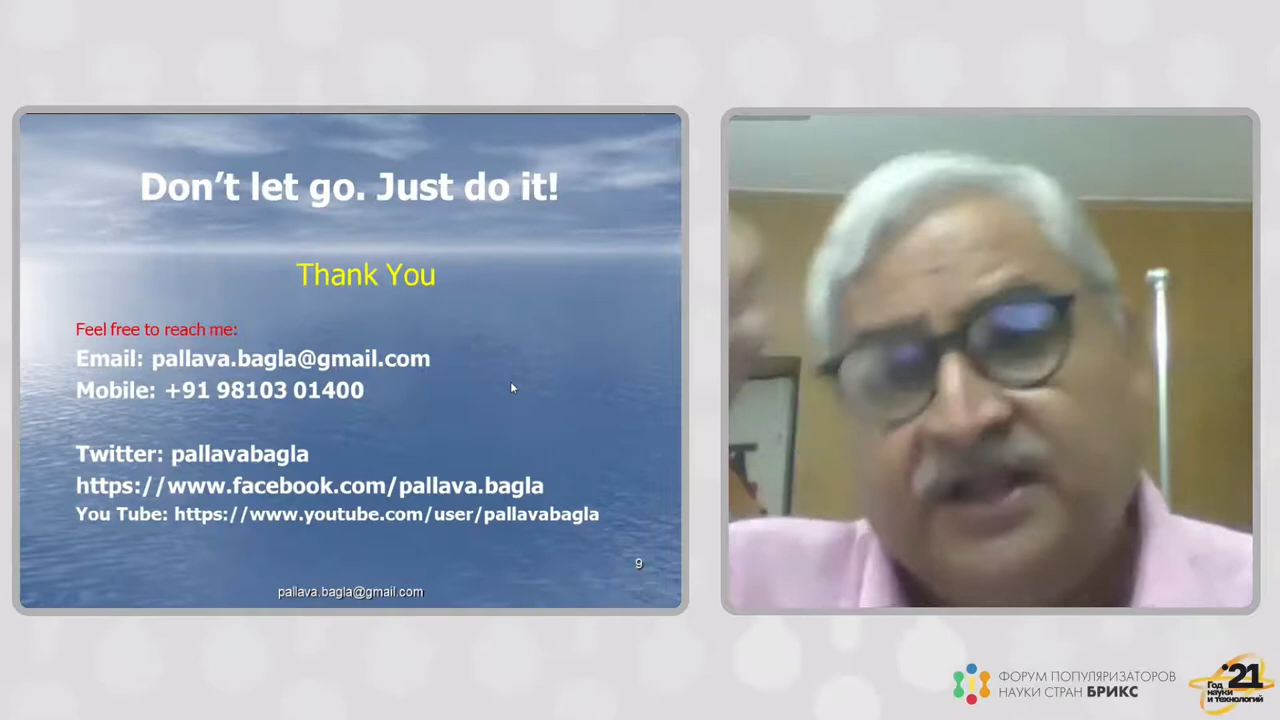 Don't let go. Just do it!
Thank You
Feel free to reach me:
Email: pallava.bagla@gmail.com
Mobile: +91 98103 01400
Twitter: pallavabagla
https://www.facebook.com/pallava.bagla
You Tube: https://www.youtube.com/user/pallavabagla
9
pallava.bagla@gmail.com
ФОРУМ ПОПУЛЯРИЗАТОРОВ
НАУКИ СТРАН БРИКС
'21
Год
науки
и технологий